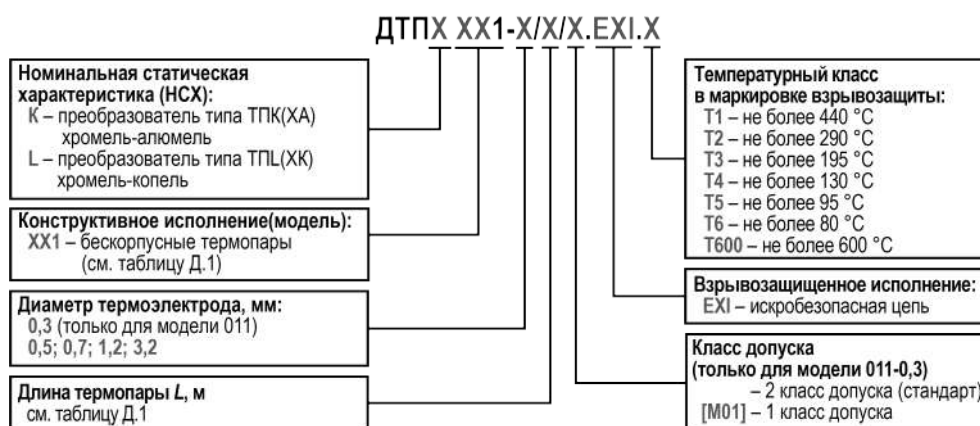 ДТПХ ХХ1-Х/Х/Х.EXI.Х
Номинальная статическая
характеристика (НСХ):
К – преобразователь типа ТПК(ХА)
хромель-алюмель
L – преобразователь типа ТПL(ХК)
хромель-копель
Конструктивное исполнение(модель):
ХХ1 – бескорпусные термопары
(см. таблицу Д.1)
Диаметр термоэлектрода, мм:
0,3 (только для модели 011)
0,5; 0,7; 1,2; 3,2
Длина термопары L, м
см. таблицу Д.1
Температурный класс
в маркировке взрывозащиты:
Т1 – не более 440 °С
Т2 – не более 290 °С
Т3 – не более 195 °С
Т4 – не более 130 °С
Т5 – не более 95 °С
Т6 – не более 80 °С
Т600 – не более 600 °С
Взрывозащищенное исполнение:
EXI – искробезопасная цепь
Класс допуска
(только для модели 011-0,3)
– 2 класс допуска (стандарт)
[М01] – 1 класс допуска